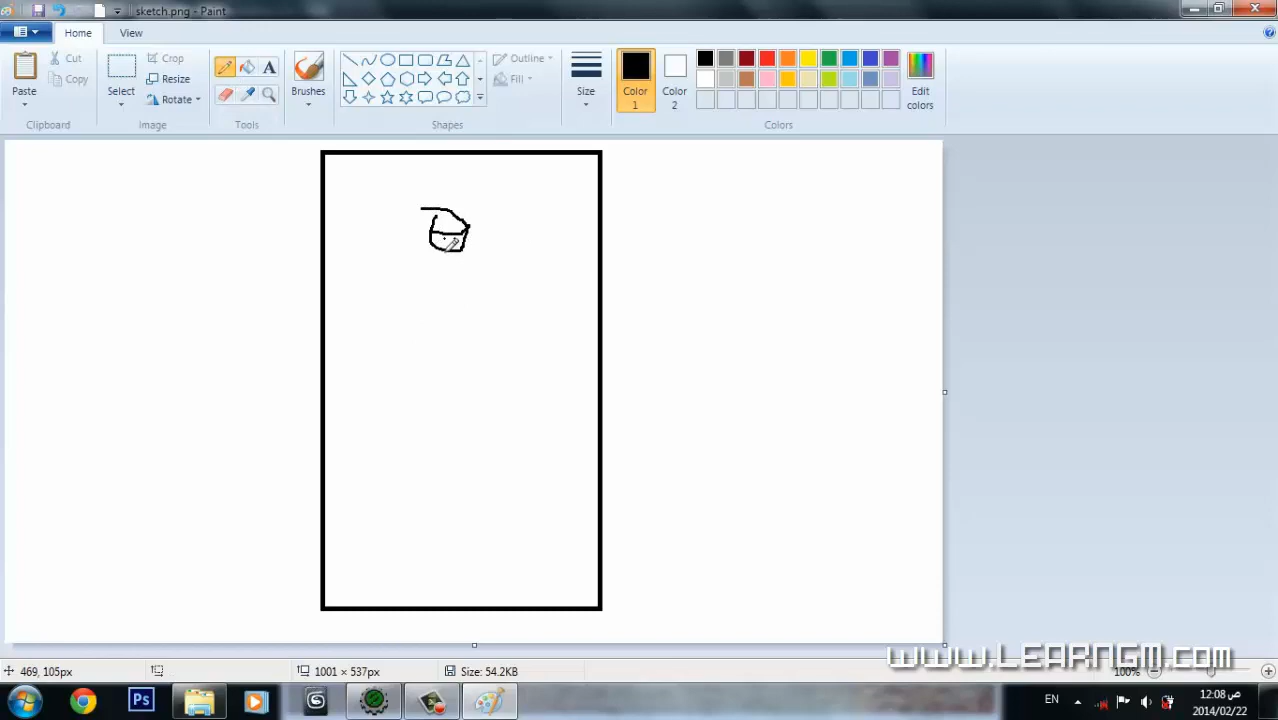 sketch.png - Paint
Home
View
Paste
Cut
Copy
Clipboard
Select
Crop
Resize
Rotate
Image
Tools
A
Brushes
Shapes
Outline
Fill
Size
Color
1
Color
2
Edit
colors
Colors
www.LEARNGM.com
469, 105px
1001 × 537px
Size: 54.2KB
100%
Ps
EN
12:08 ص
2014/02/22